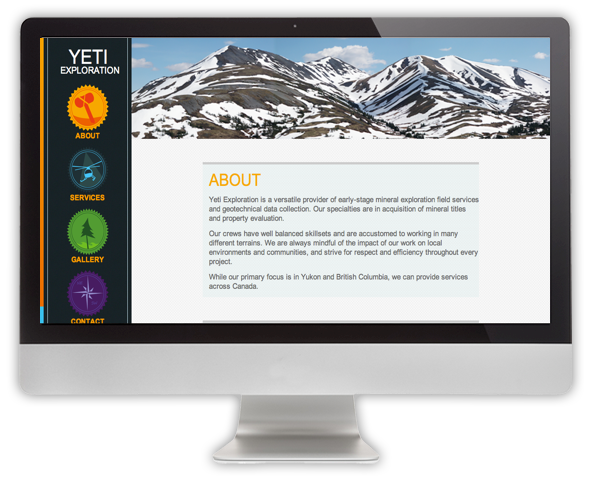 YETI
EXPLORATION
ABOUT
SERVICES
GALLERY
CONTACT
ABOUT
Yeti Exploration is a versatile provider of early-stage mineral exploration field services
and geotechnical data collection. Our specialties are in acquisition of mineral titles
and property evaluation.
Our crews have well balanced skillsets and are accustomed to working in many
different terrains. We are always mindful of the impact of our work on local
environments and communities, and strive for respect and efficiency throughout every
project.
While our primary focus is in Yukon and British Columbia, we can provide services
across Canada.